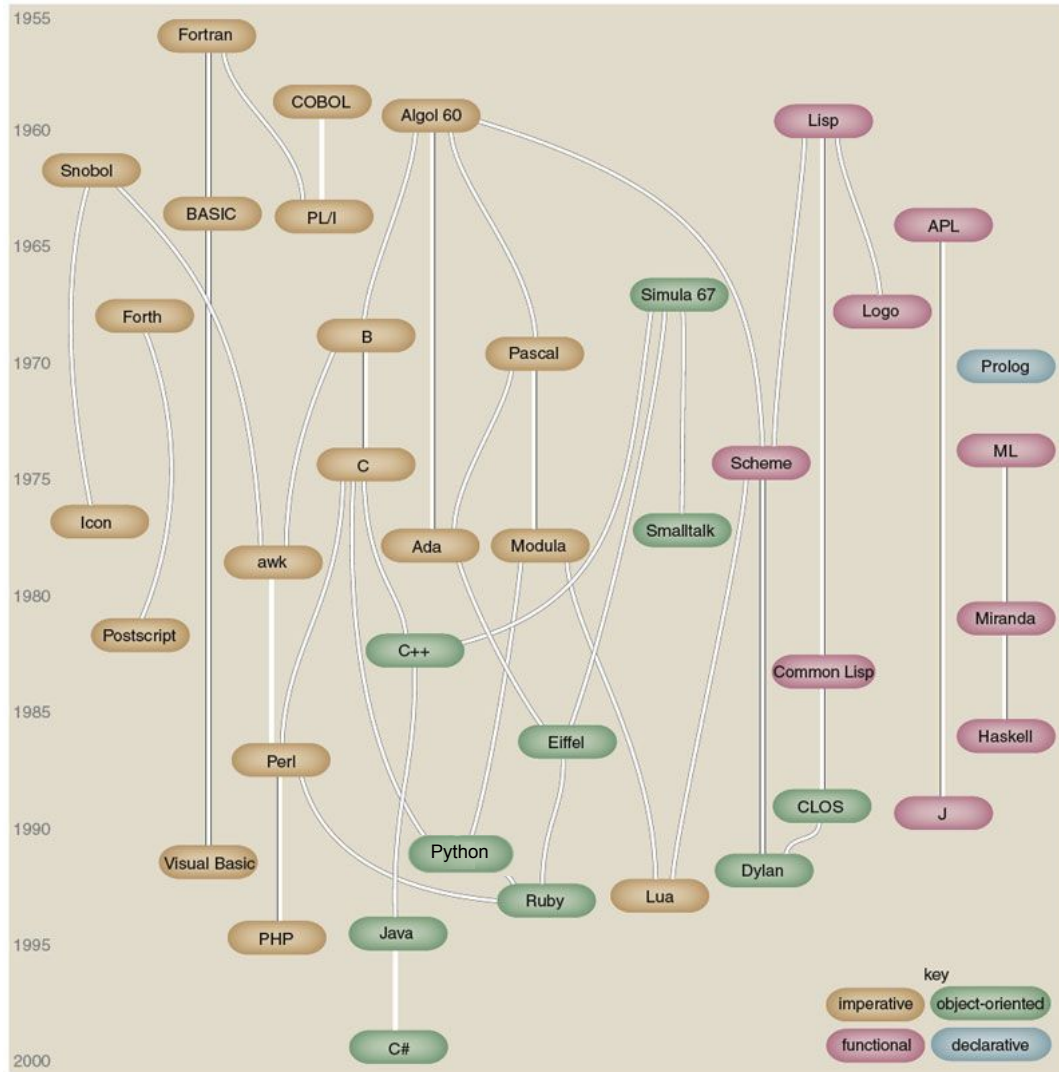 1955
Fortran
COBOL
Algol 60
1960
Lisp
Snobol
BASIC
PL/I
APL
1965
Simula 67
Forth
Logo
B
Pascal
1970
Prolog
ML
C
Scheme
1975
Icon
Smalltalk
awk
Ada
Modula
1980
Miranda
Postscript
C++
Common Lisp
1985
Eiffel
Haskell
Perl
CLOS
J
1990
Python
Visual Basic
Dylan
Ruby
Lua
PHP
Java
1995
key
imperative
object-oriented
C#
functional
declarative
2000